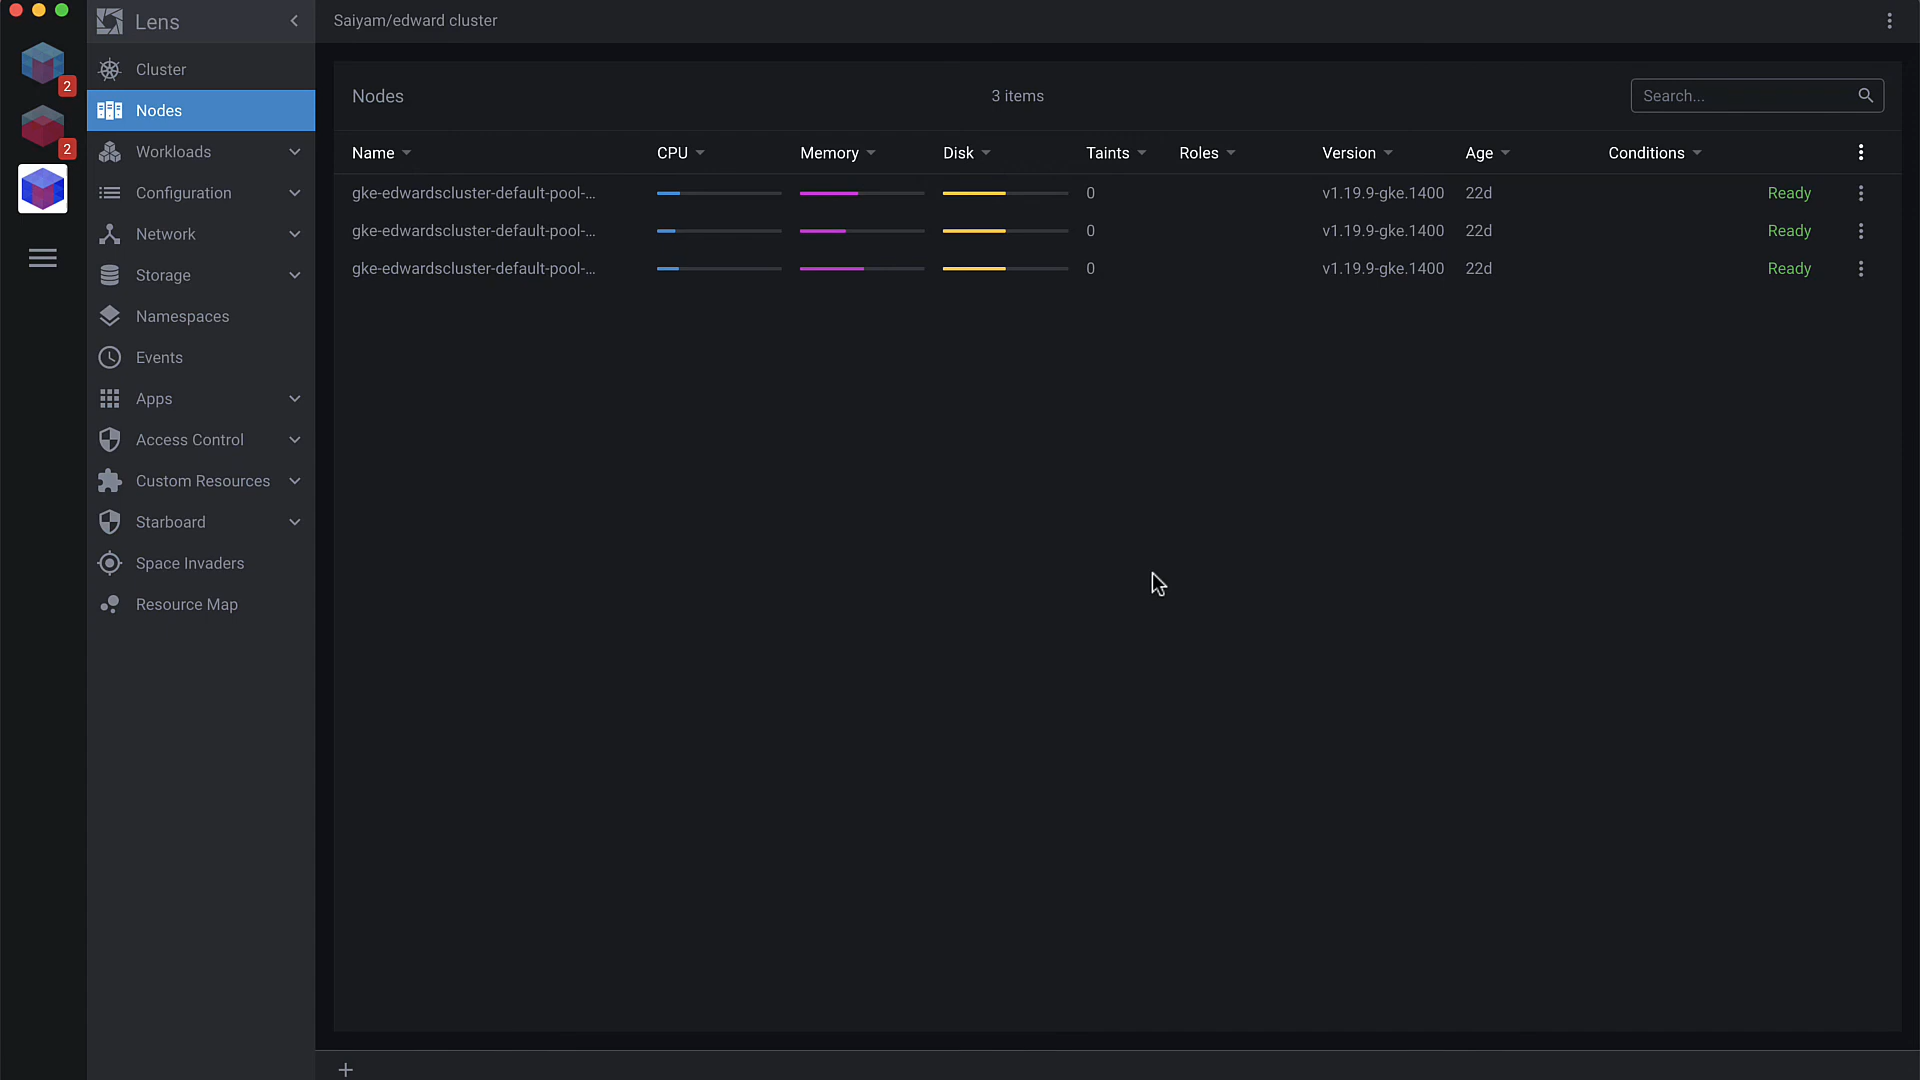 Lens
Saiyam/edward cluster
2
2
Cluster
Nodes
Workloads
Configuration
Network
Storage
Namespaces
Events
Apps
Access Control
Custom Resources
Starboard
Space Invaders
Resource Map
Nodes 3 items Search...
Name CPU Memory Disk Taints Roles Version Age Conditions
gke-edwardscluster-default-pool-... 0 v1.19.9-gke.1400 22d Ready
gke-edwardscluster-default-pool-... 0 v1.19.9-gke.1400 22d Ready
gke-edwardscluster-default-pool-... 0 v1.19.9-gke.1400 22d Ready